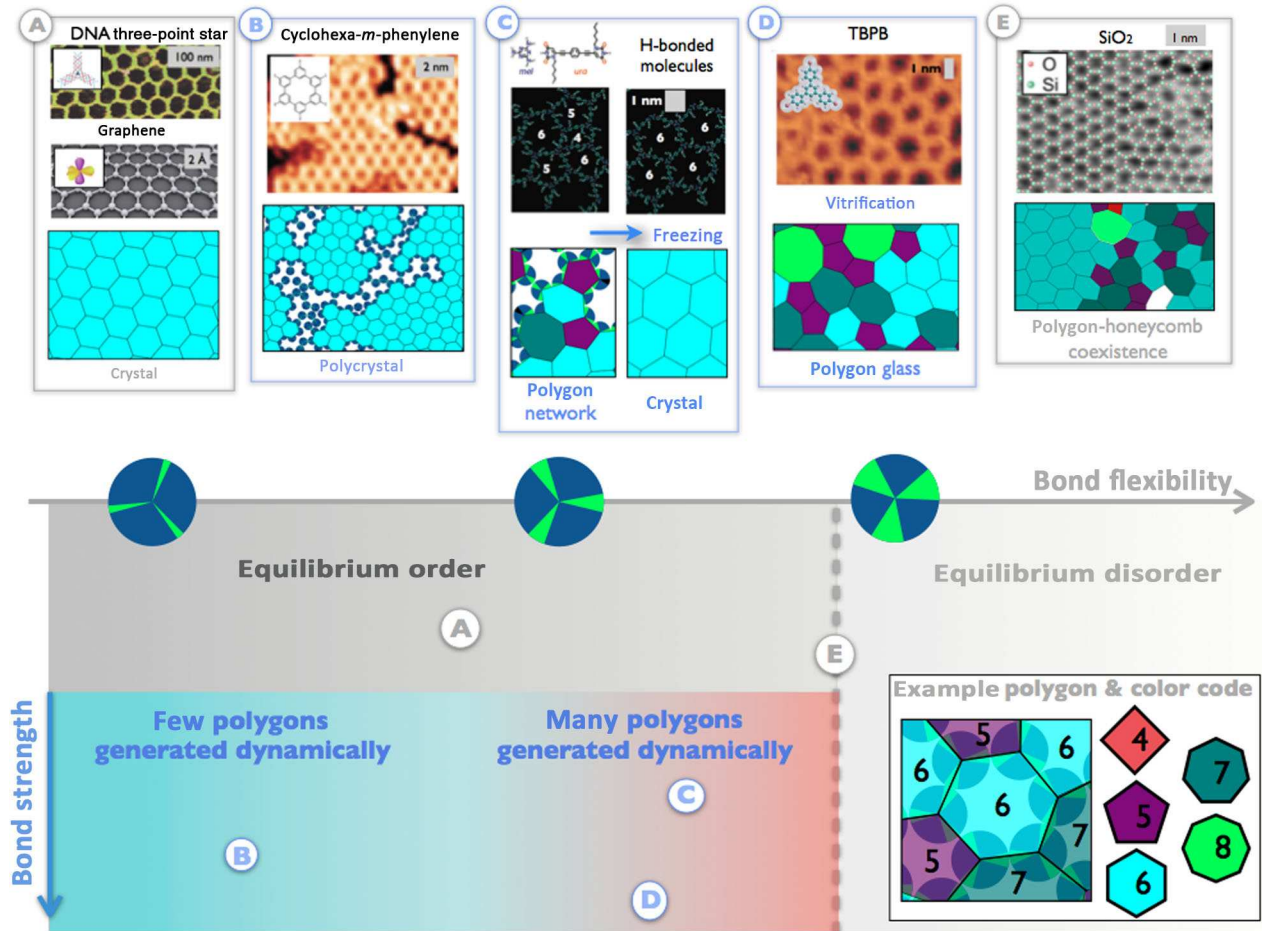 A
DNA three-point star
100 nm
Graphene
2 Å
Crystal
B
Cyclohexa-m-phenylene
2 nm
Polycrystal
C
mel
ura
H-bonded
molecules
5
6
4
6
5
1 nm
6
6
6
Freezing
Polygon
network
Crystal
D
TBPB
1 nm
Vitrification
Polygon glass
E
SiO₂
1 nm
O
Si
Polygon-honeycomb
coexistence
Bond flexibility
Equilibrium order
Equilibrium disorder
A
E
Bond strength
Few polygons
generated dynamically
Many polygons
generated dynamically
C
B
D
Example polygon & color code
5
6
6
6
7
5
7
4
7
5
8
6